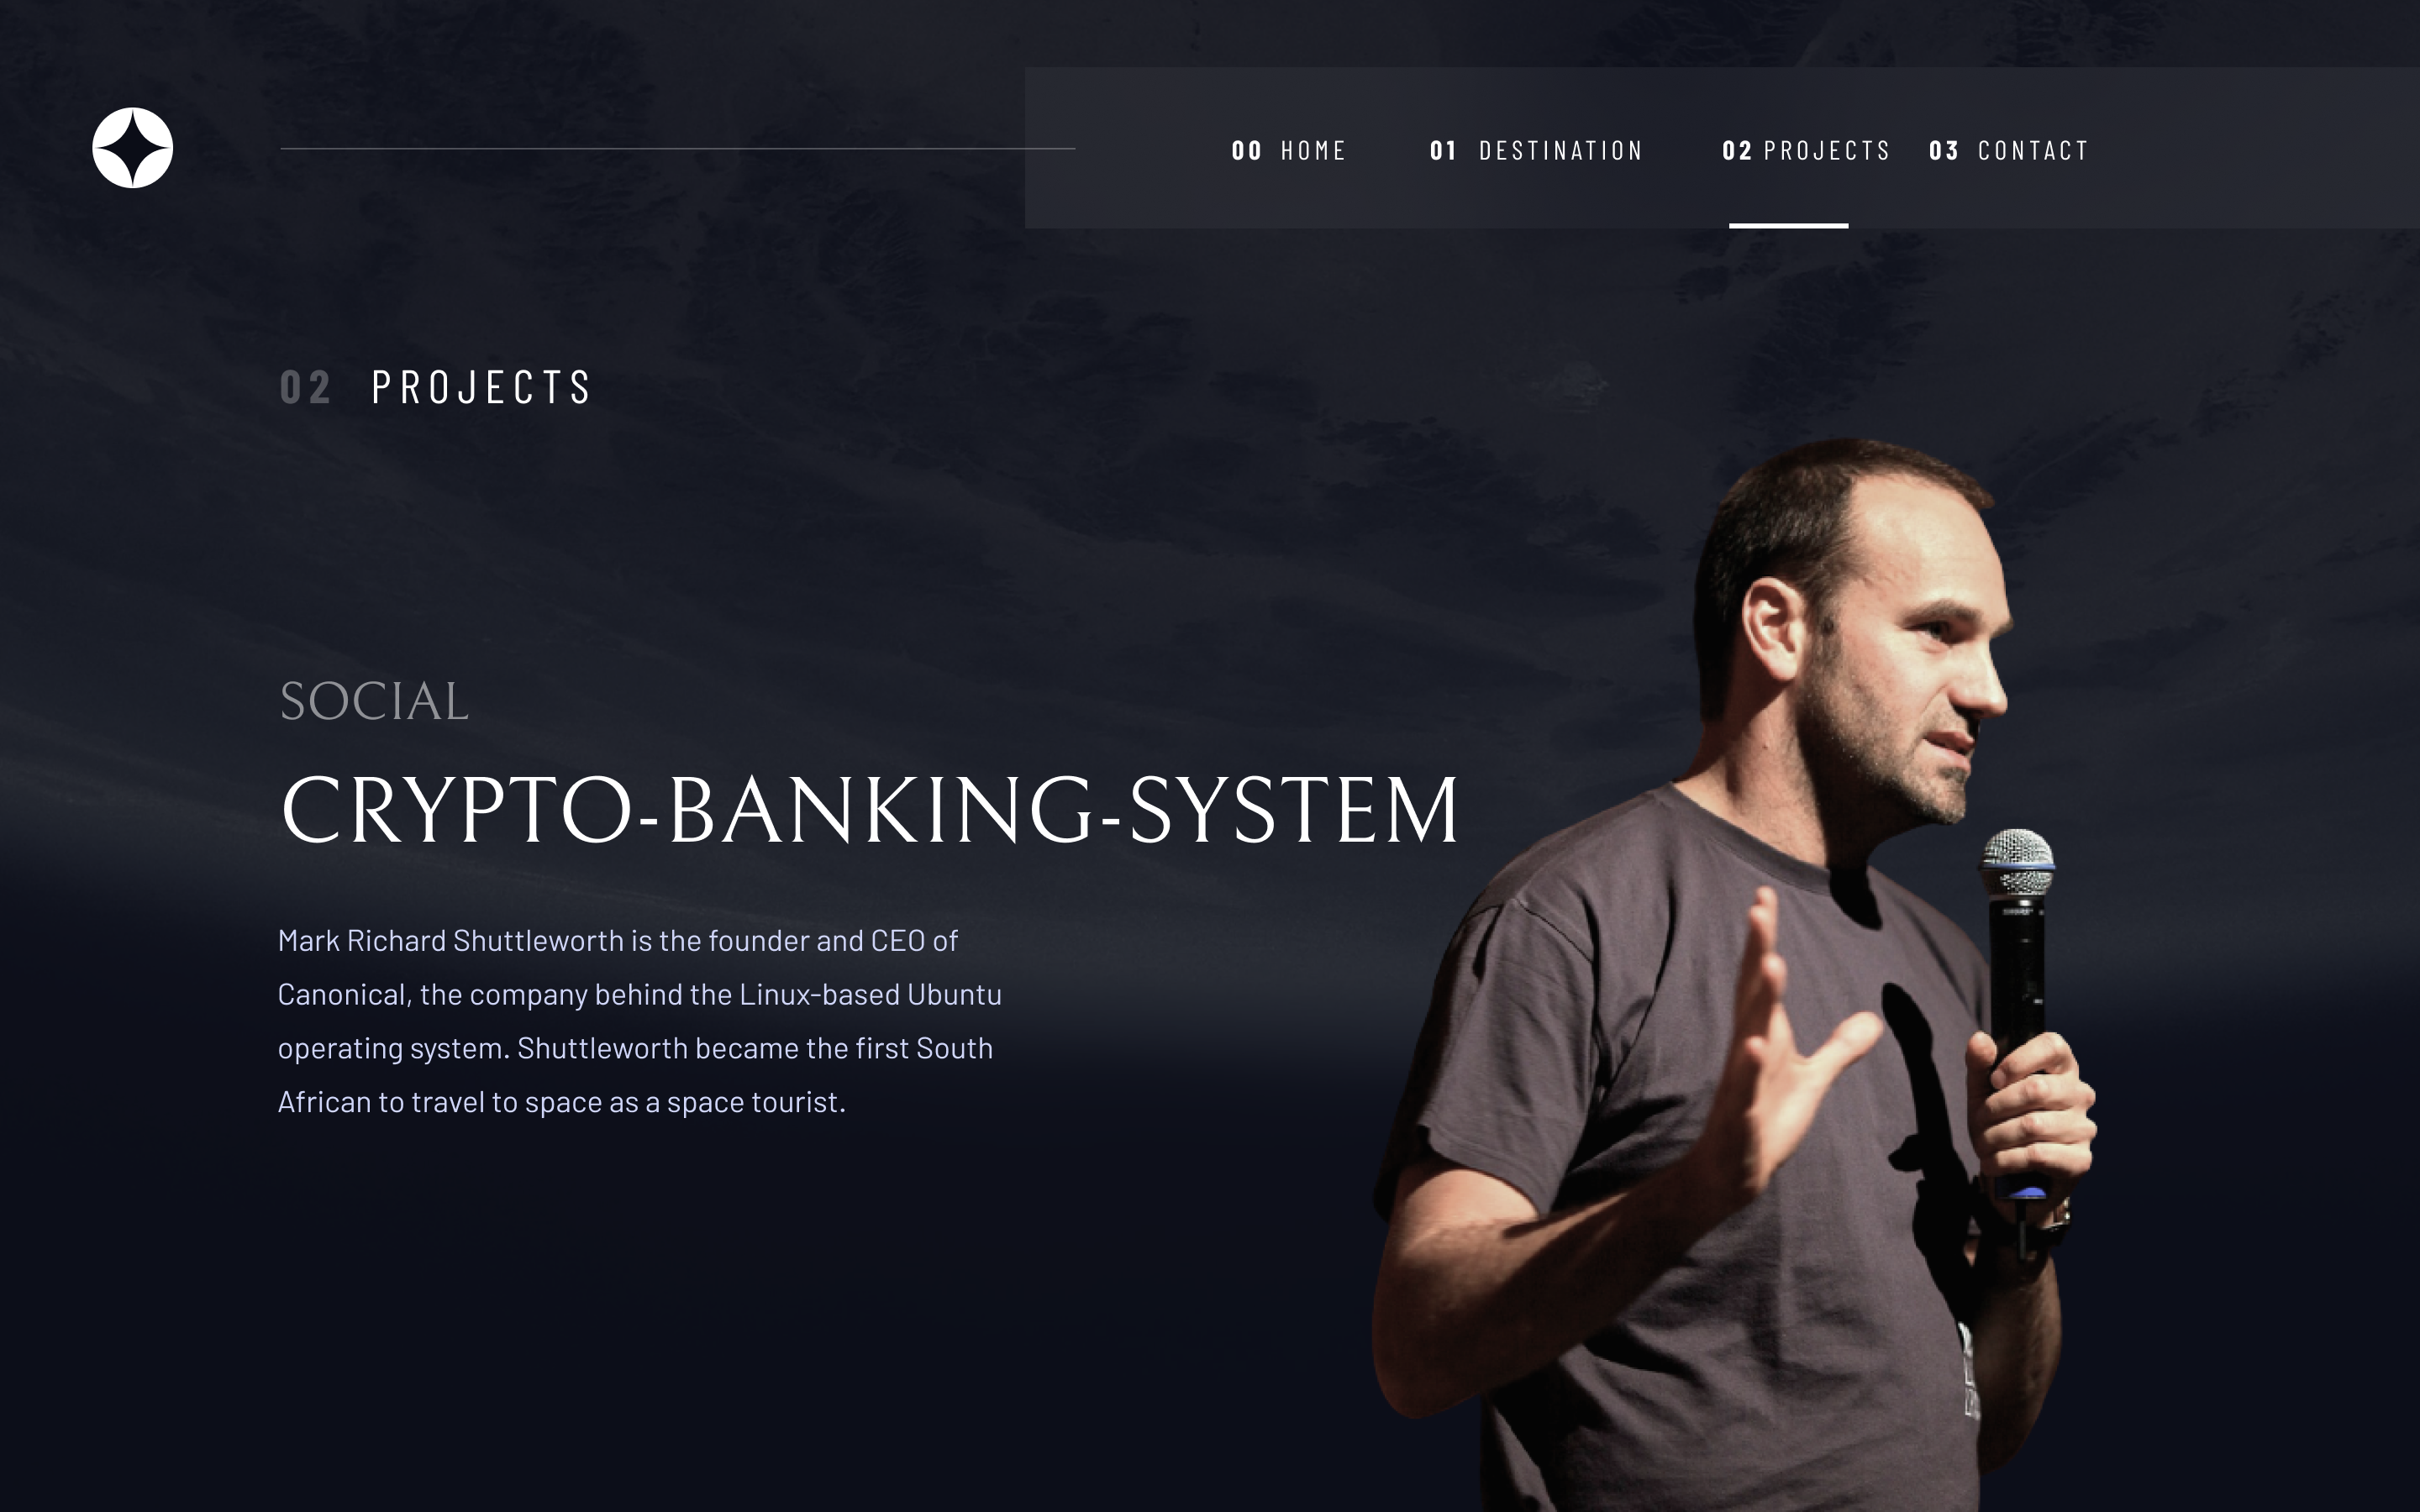 00 HOME 01 DESTINATION 02 PROJECTS 03 CONTACT
02 PROJECTS
SOCIAL
CRYPTO-BANKING-SYSTEM
Mark Richard Shuttleworth is the founder and CEO of
Canonical, the company behind the Linux-based Ubuntu
operating system. Shuttleworth became the first South
African to travel to space as a space tourist.